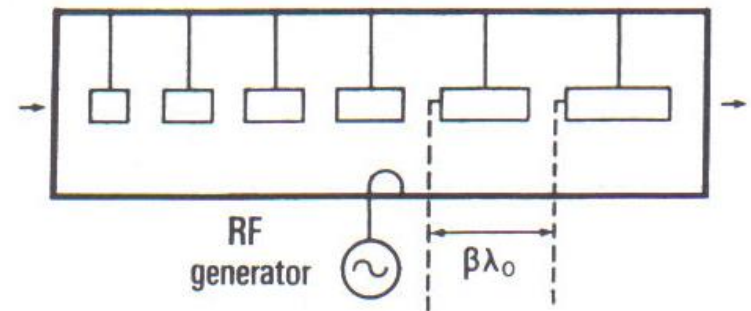 RF
generator
βλ₀